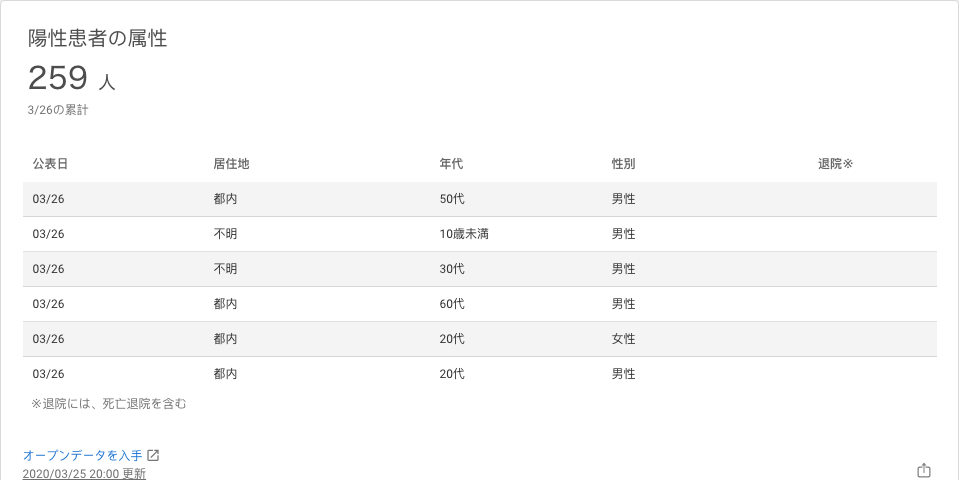 陽性患者の属性
259 人
3/26の累計
公表日 居住地 年代 性別 退院※
03/26 都内 50代 男性
03/26 不明 10歳未満 男性
03/26 不明 30代 男性
03/26 都内 60代 男性
03/26 都内 20代 女性
03/26 都内 20代 男性
※退院には、死亡退院を含む
オープンデータを入手
2020/03/25 20:00 更新